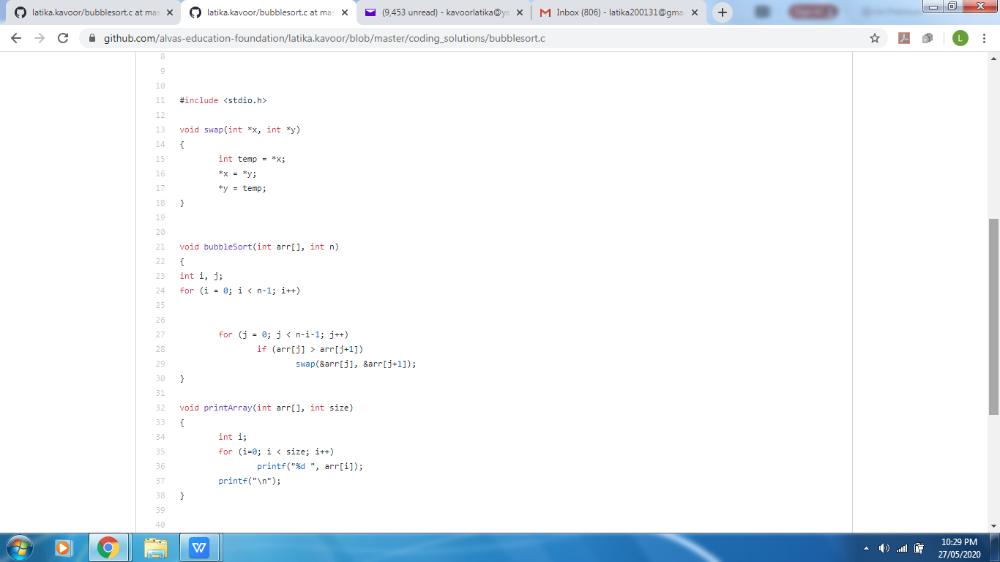 latika.kavoor/bubblesort.c at mas
latika.kavoor/bubblesort.c at mas
(9,453 unread) - kavoorlatika@ya
Inbox (806) - latika200131@gma
github.com/alvas-education-foundation/latika.kavoor/blob/master/coding_solutions/bubblesort.c
L
8
9
10
11 #include <stdio.h>
12
13 void swap(int *x, int *y)
14 {
15 int temp = *x;
16 *x = *y;
17 *y = temp;
18 }
19
20
21 void bubbleSort(int arr[], int n)
22 {
23 int i, j;
24 for (i = 0; i < n-1; i++)
25
26
27 for (j = 0; j < n-i-1; j++)
28 if (arr[j] > arr[j+1])
29 swap(&arr[j], &arr[j+1]);
30 }
31
32 void printArray(int arr[], int size)
33 {
34 int i;
35 for (i=0; i < size; i++)
36 printf("%d ", arr[i]);
37 printf("\n");
38 }
39
40
W
10:29 PM
27/05/2020